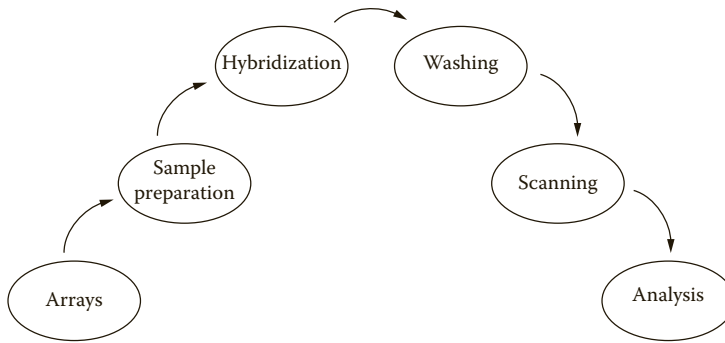 Arrays
Sample
preparation
Hybridization
Washing
Scanning
Analysis